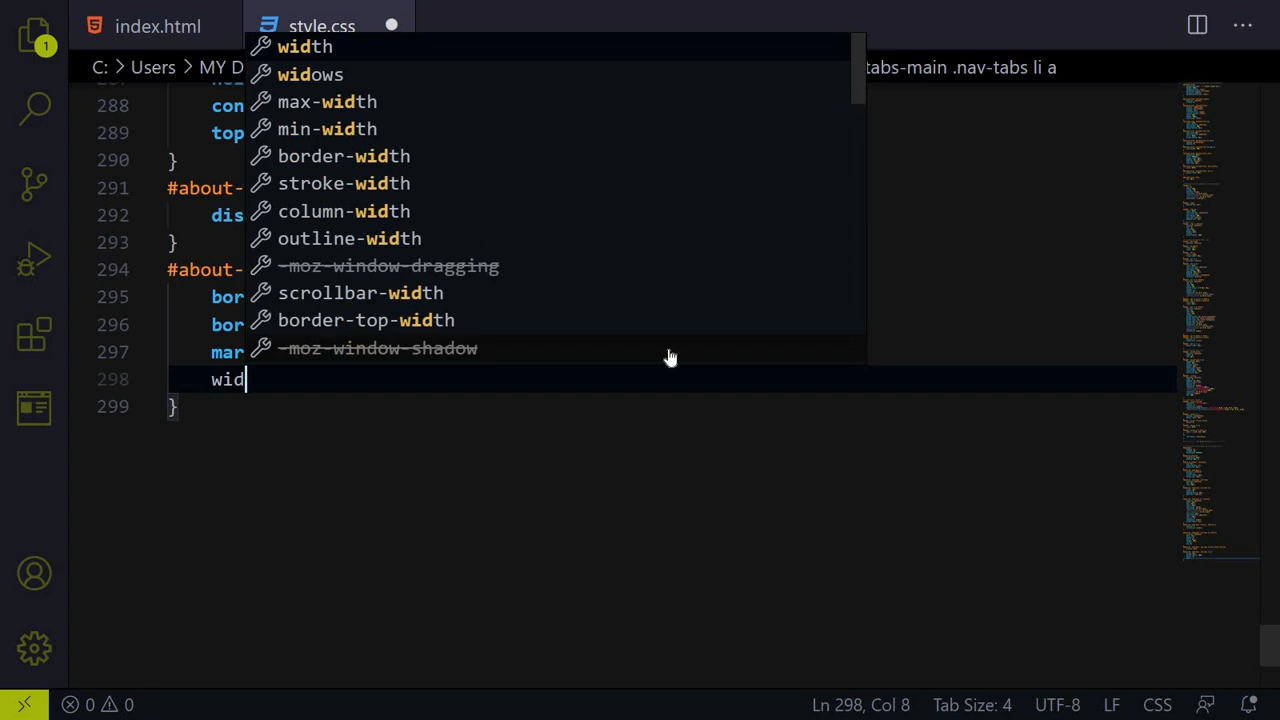 index.html
style.css
1
width
C: > Users > MY D
tabs-main .nav-tabs li a
widows
288 con
max-width
289 top
min-width
290 }
border-width
291 #about-
stroke-width
292 dis
column-width
293 }
outline-width
294 #about-
-moz-window-dragging
295 bor
scrollbar-width
296 bor
border-top-width
297 mar
-moz-window-shadow
298 wid
299 }
0 0
Ln 298, Col 8
Tab Size: 4
UTF-8
LF
CSS